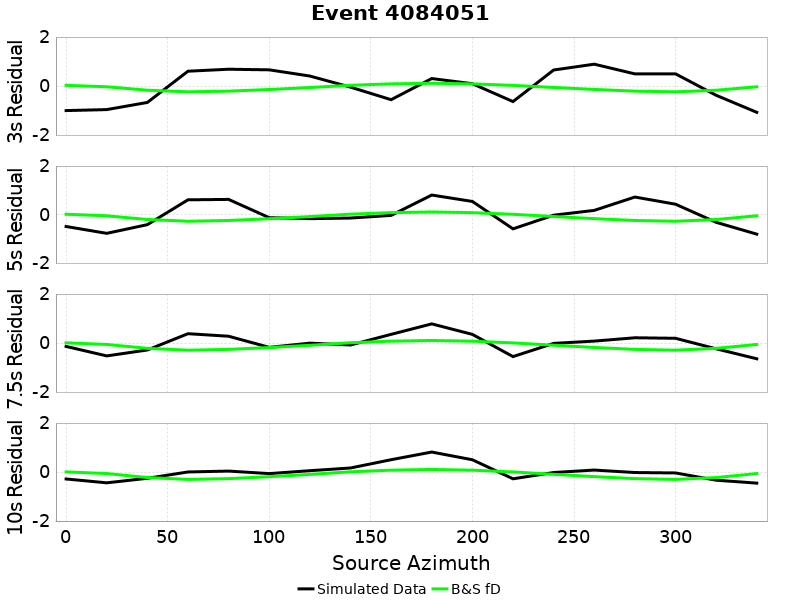 Event 4084051
3s Residual
2
0
-2
5s Residual
2
0
-2
7.5s Residual
2
0
-2
10s Residual
2
0
-2
0 50 100 150 200 250 300
Source Azimuth
Simulated Data B&S fD